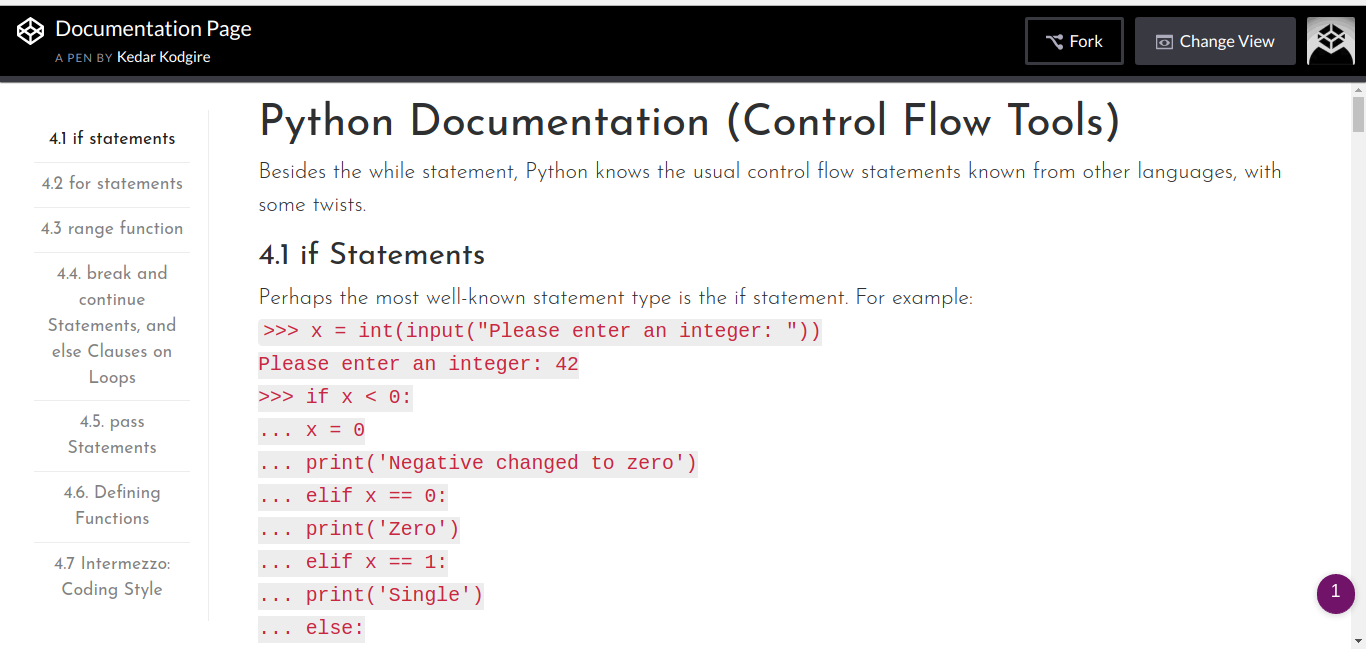 Documentation Page
A PEN BY Kedar Kodgire
Fork
Change View
4.1 if statements
4.2 for statements
4.3 range function
4.4. break and
continue
Statements, and
else Clauses on
Loops
4.5. pass
Statements
4.6. Defining
Functions
4.7 Intermezzo:
Coding Style
Python Documentation (Control Flow Tools)
Besides the while statement, Python knows the usual control flow statements known from other languages, with
some twists.
4.1 if Statements
Perhaps the most well-known statement type is the if statement. For example:
>>> x = int(input("Please enter an integer: "))
Please enter an integer: 42
>>> if x < 0:
... x = 0
... print('Negative changed to zero')
... elif x == 0:
... print('Zero')
... elif x == 1:
... print('Single')
... else:
1